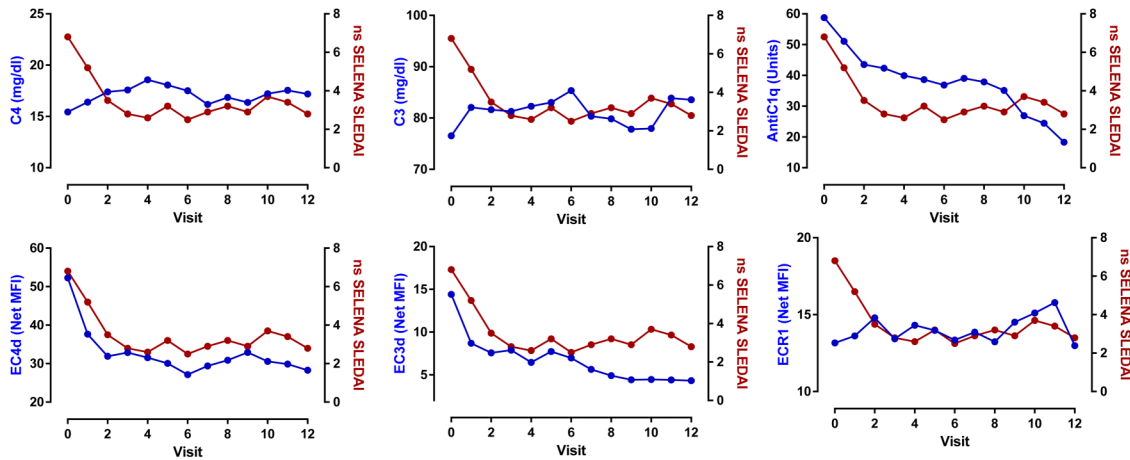 C4 (mg/dl)
25
20
15
10
8
6
4
2
0
ns SELENA SLEDAI
0 2 4 6 8 10 12
Visit
C3 (mg/dl)
100
90
80
70
8
6
4
2
0
ns SELENA SLEDAI
0 2 4 6 8 10 12
Visit
AntiC1q (Units)
60
50
40
30
20
10
8
6
4
2
0
ns SELENA SLEDAI
0 2 4 6 8 10 12
Visit
EC4d (Net MFI)
60
50
40
30
20
8
6
4
2
0
ns SELENA SLEDAI
0 2 4 6 8 10 12
Visit
EC3d (Net MFI)
20
15
10
5
8
6
4
2
0
ns SELENA SLEDAI
0 2 4 6 8 10 12
Visit
ECR1 (Net MFI)
20
15
10
8
6
4
2
0
ns SELENA SLEDAI
0 2 4 6 8 10 12
Visit